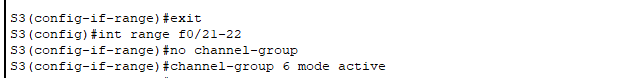 S3(config-if-range)#exit
S3(config)#int range f0/21-22
S3(config-if-range)#no channel-group
S3(config-if-range)#channel-group 6 mode active